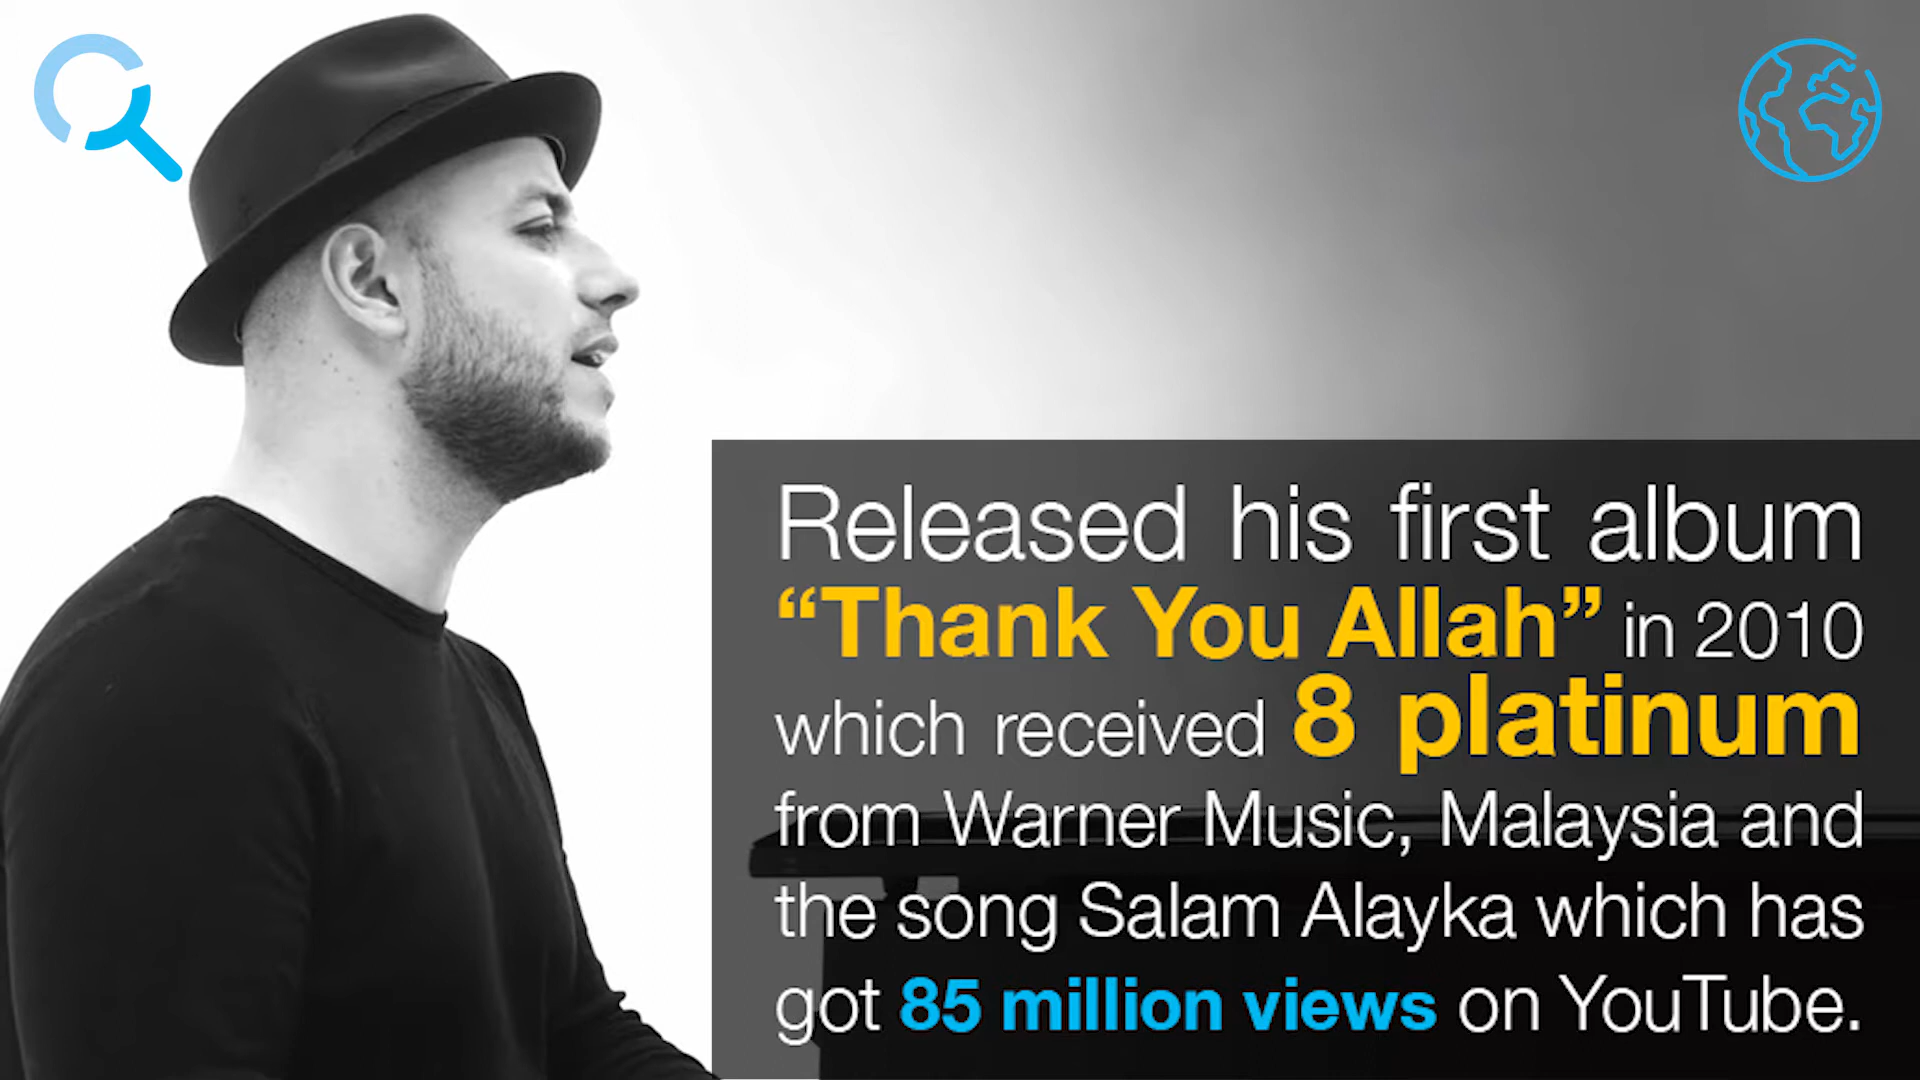 Released his first album
“Thank You Allah” in 2010
which received 8 platinum
from Warner Music, Malaysia and
the song Salam Alayka which has
got 85 million views on YouTube.